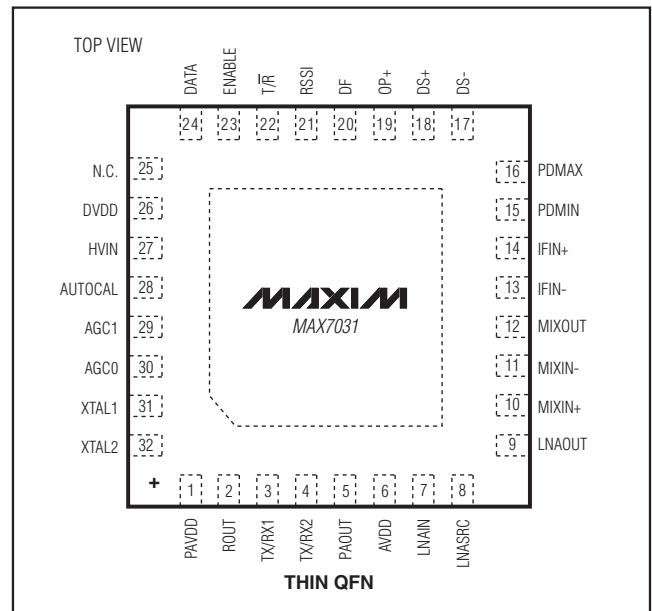 TOP VIEW
DATA
ENABLE
T/R̅
RSSI
DF
OP+
DS+
DS-
24
23
22
21
20
19
18
17
N.C. 25
DVDD 26
HVIN 27
AUTOCAL 28
AGC1 29
AGC0 30
XTAL1 31
XTAL2 32
MAXIM
MAX7031
16 PDMAX
15 PDMIN
14 IFIN+
13 IFIN-
12 MIXOUT
11 MIXIN-
10 MIXIN+
9 LNAOUT
+
1
2
3
4
5
6
7
8
PAVDD
ROUT
TX/RX1
TX/RX2
PAOUT
AVDD
LNAIN
LNASRC
THIN QFN